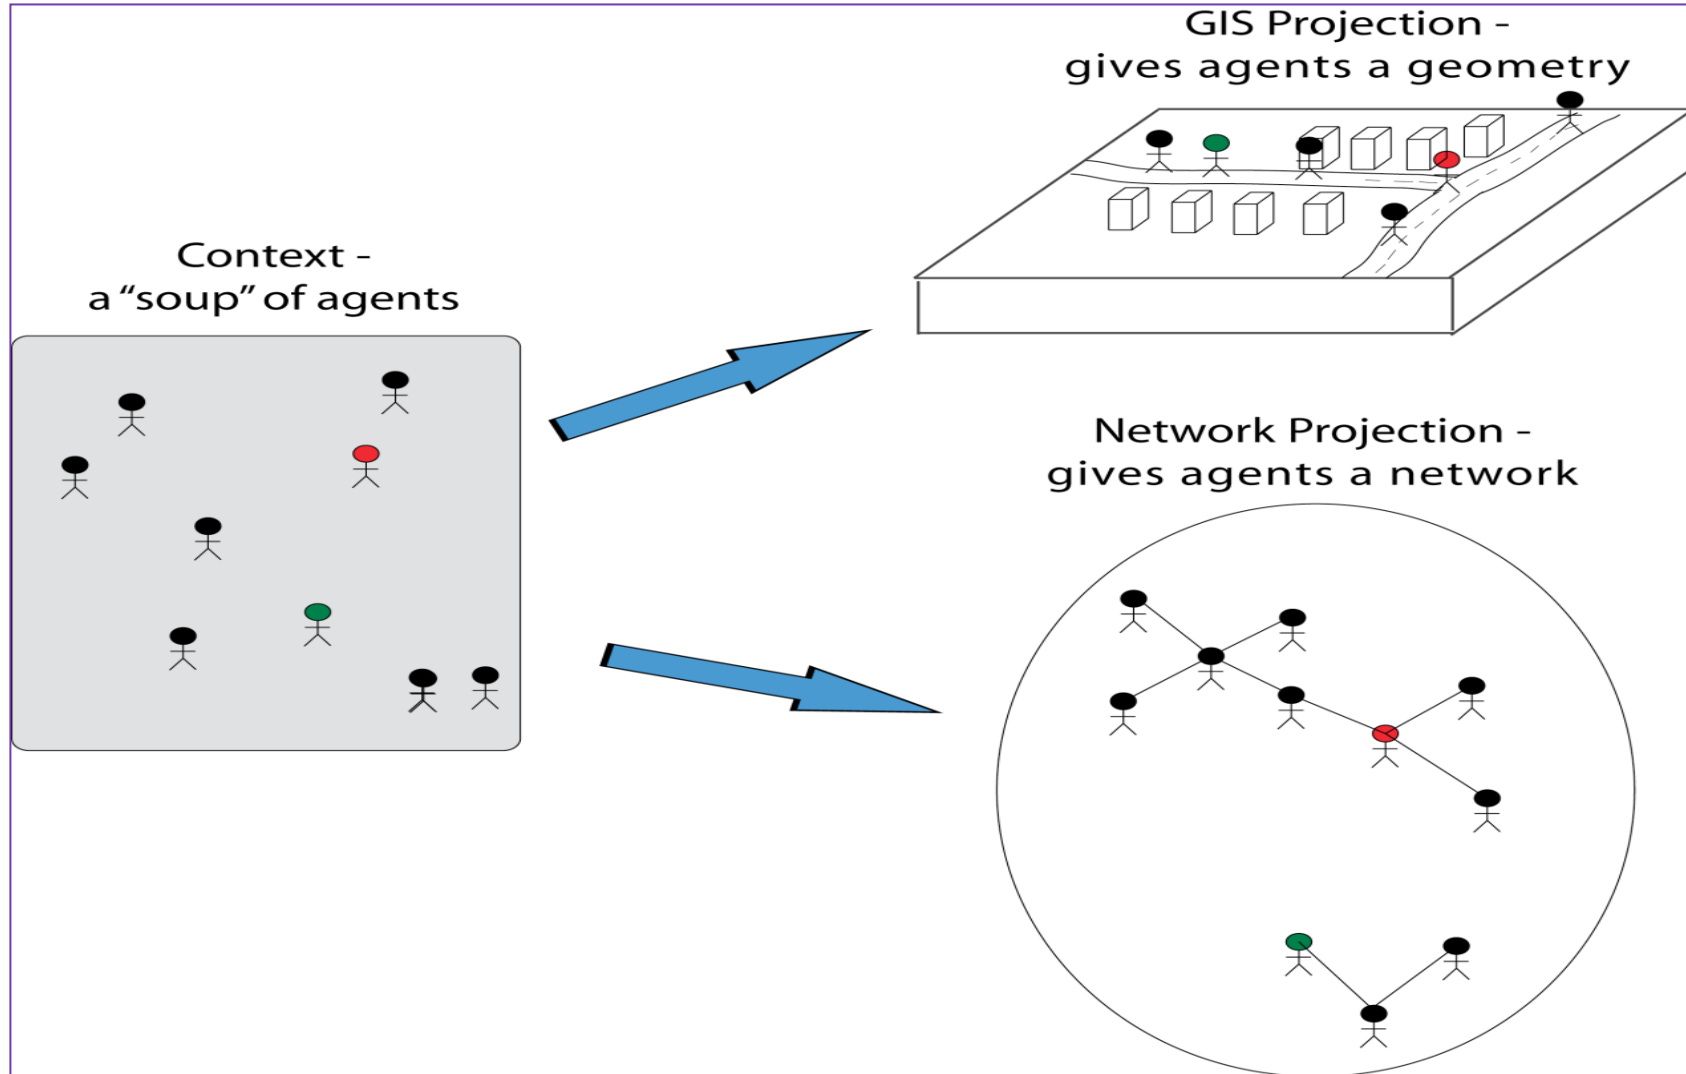 GIS Projection -
gives agents a geometry
Context -
a “soup” of agents
Network Projection -
gives agents a network